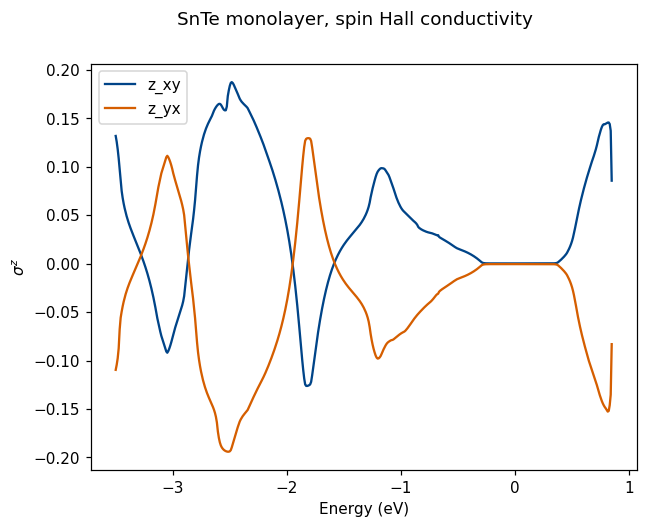 SnTe monolayer, spin Hall conductivity
z_xy
z_yx
0.20
0.15
0.10
0.05
0.00
−0.05
−0.10
−0.15
−0.20
σ^z
−3 −2 −1 0 1
Energy (eV)